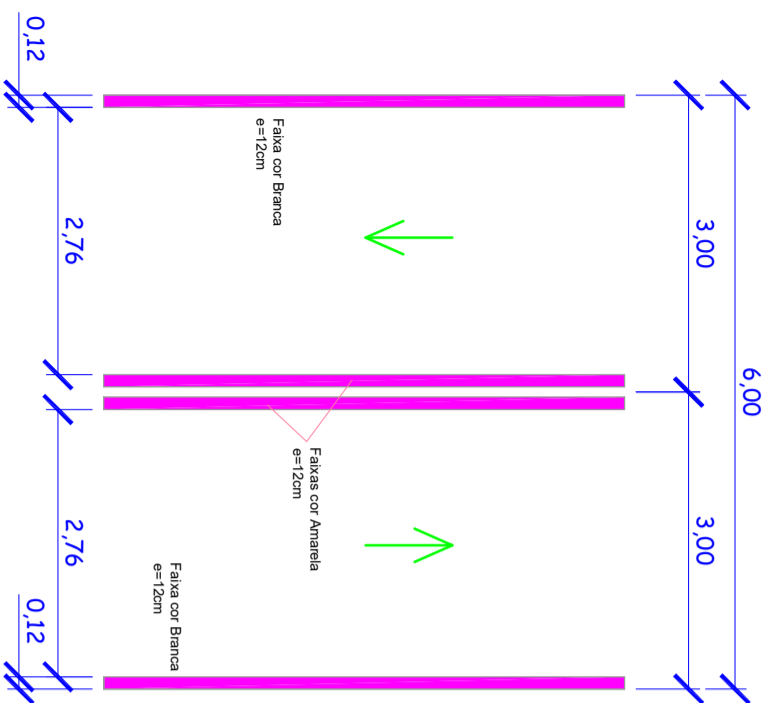 0,12
2,76
2,76
0,12
Faixa cor Branca
e=12cm
Faixas cor Amarela
e=12cm
Faixa cor Branca
e=12cm
3,00
3,00
6,00